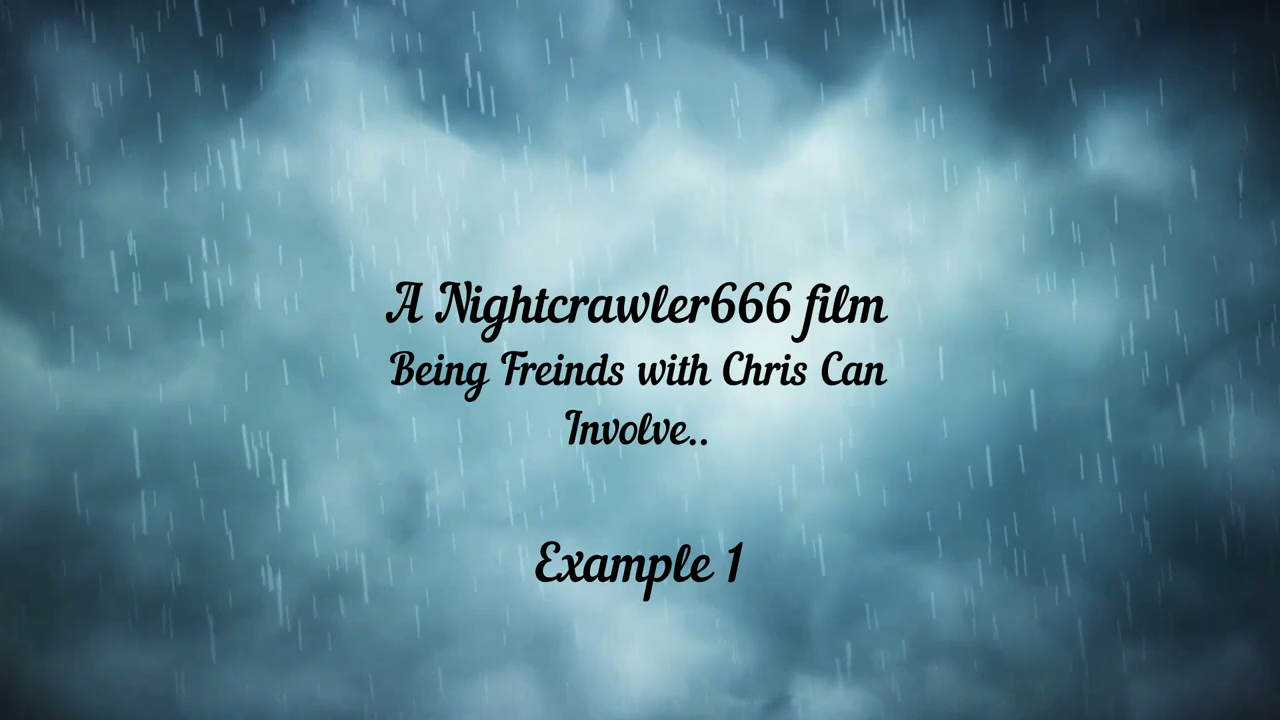 A Nightcrawler666 film
Being Freinds with Chris Can
Involve..
Example 1